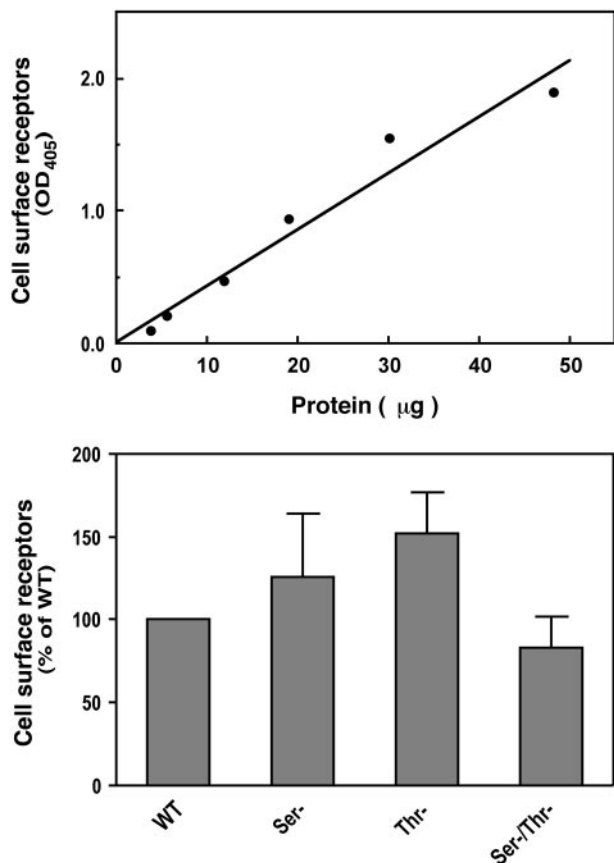 Cell surface receptors
(OD405)
2.0
1.0
0.0
0 10 20 30 40 50
Protein ( μg )
Cell surface receptors
(% of WT)
200
150
100
50
0
WT Ser- Thr- Ser-/Thr-